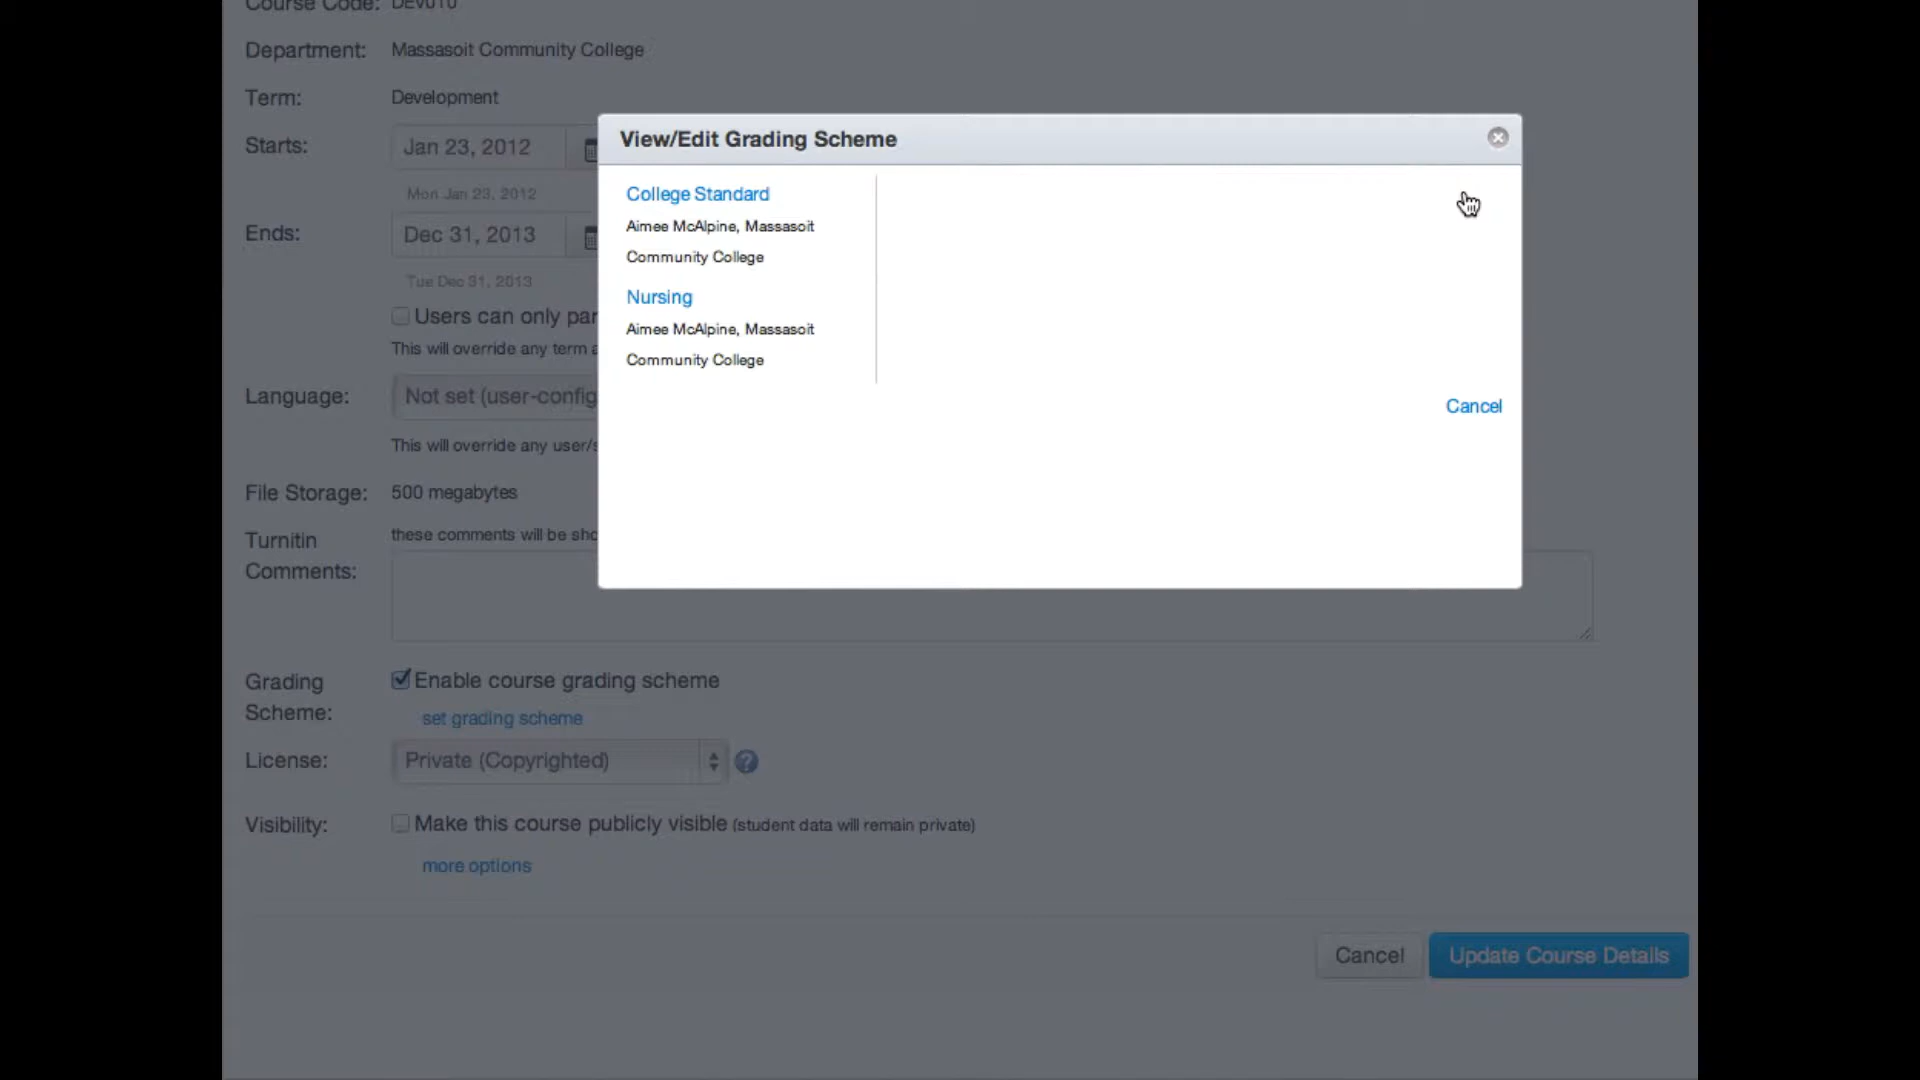 Course Code: DEV010
Department: Massasoit Community College
Term: Development
Starts: Jan 23, 2012
Mon Jan 23, 2012
Ends: Dec 31, 2013
Tue Dec 31, 2013
Users can only par
This will override any term a
Language: Not set (user-config
This will override any user/s
File Storage: 500 megabytes
Turnitin Comments: these comments will be sho
View/Edit Grading Scheme
College Standard
Aimee McAlpine, Massasoit
Community College
Nursing
Aimee McAlpine, Massasoit
Community College
Cancel
Grading Scheme: Enable course grading scheme
set grading scheme
License: Private (Copyrighted) ?
Visibility: Make this course publicly visible (student data will remain private)
more options
Cancel Update Course Details